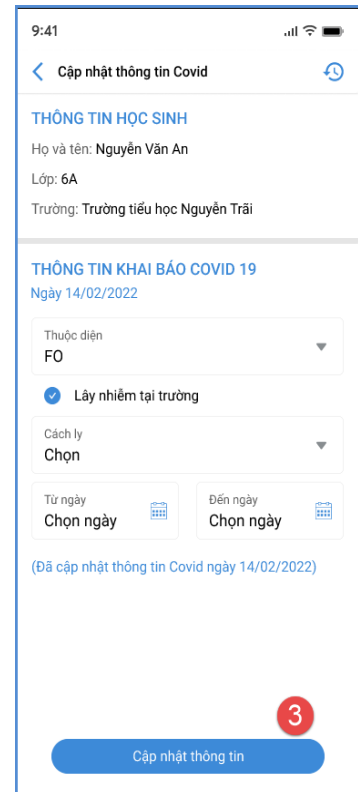 9:41
Cập nhật thông tin Covid
THÔNG TIN HỌC SINH
Họ và tên: Nguyễn Văn An
Lớp: 6A
Trường: Trường tiểu học Nguyễn Trãi
THÔNG TIN KHAI BÁO COVID 19
Ngày 14/02/2022
Thuộc diện
FO
Lây nhiễm tại trường
Cách ly
Chọn
Từ ngày
Chọn ngày
Đến ngày
Chọn ngày
(Đã cập nhật thông tin Covid ngày 14/02/2022)
3
Cập nhật thông tin